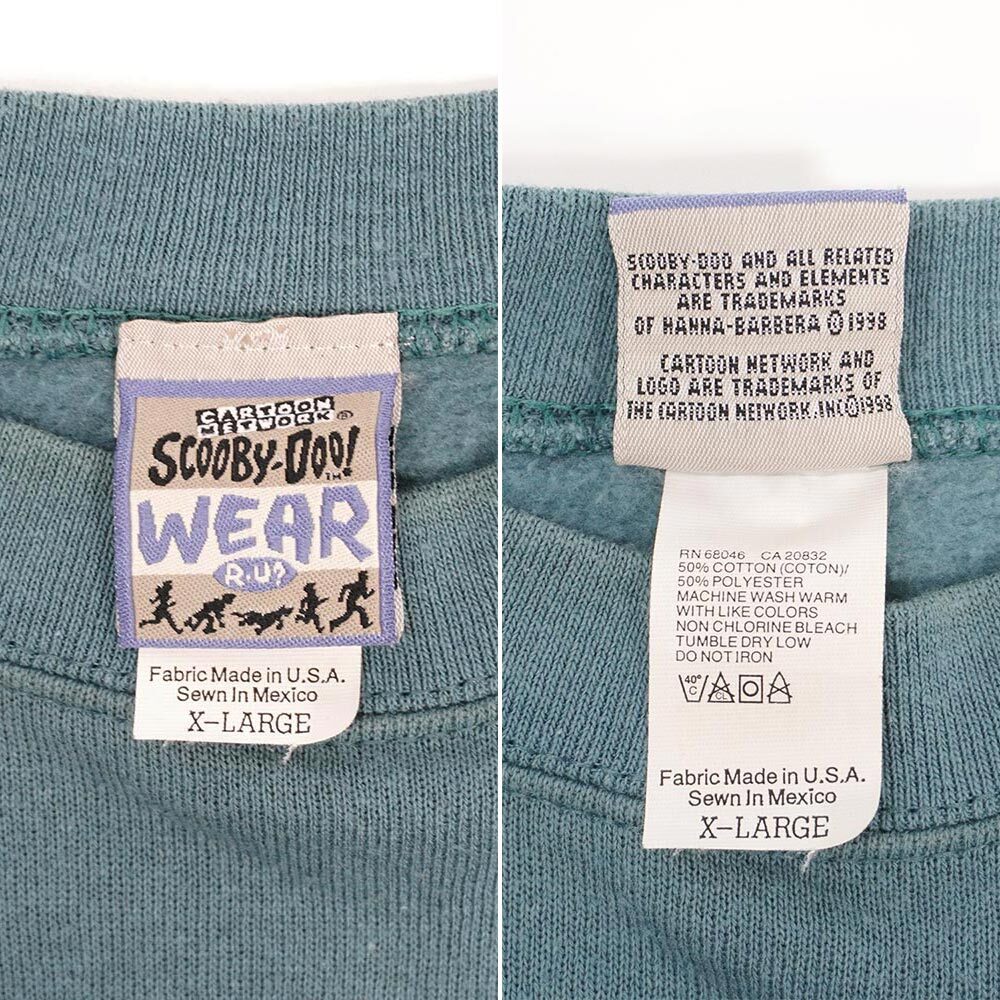 CARTOON
NETWORK ®
SCOOBY-DOO!
TM
WEAR
R.U?
Fabric Made in U.S.A.
Sewn In Mexico
X-LARGE
SCOOBY-DOO AND ALL RELATED
CHARACTERS AND ELEMENTS
ARE TRADEMARKS
OF HANNA-BARBERA © 1998
CARTOON NETWORK AND
LOGO ARE TRADEMARKS OF
THE CARTOON NETWORK.INC©1998
RN 68046 CA 20832
50% COTTON (COTON)/
50% POLYESTER
MACHINE WASH WARM
WITH LIKE COLORS
NON CHLORINE BLEACH
TUMBLE DRY LOW
DO NOT IRON
40°
C CL
Fabric Made in U.S.A.
Sewn In Mexico
X-LARGE